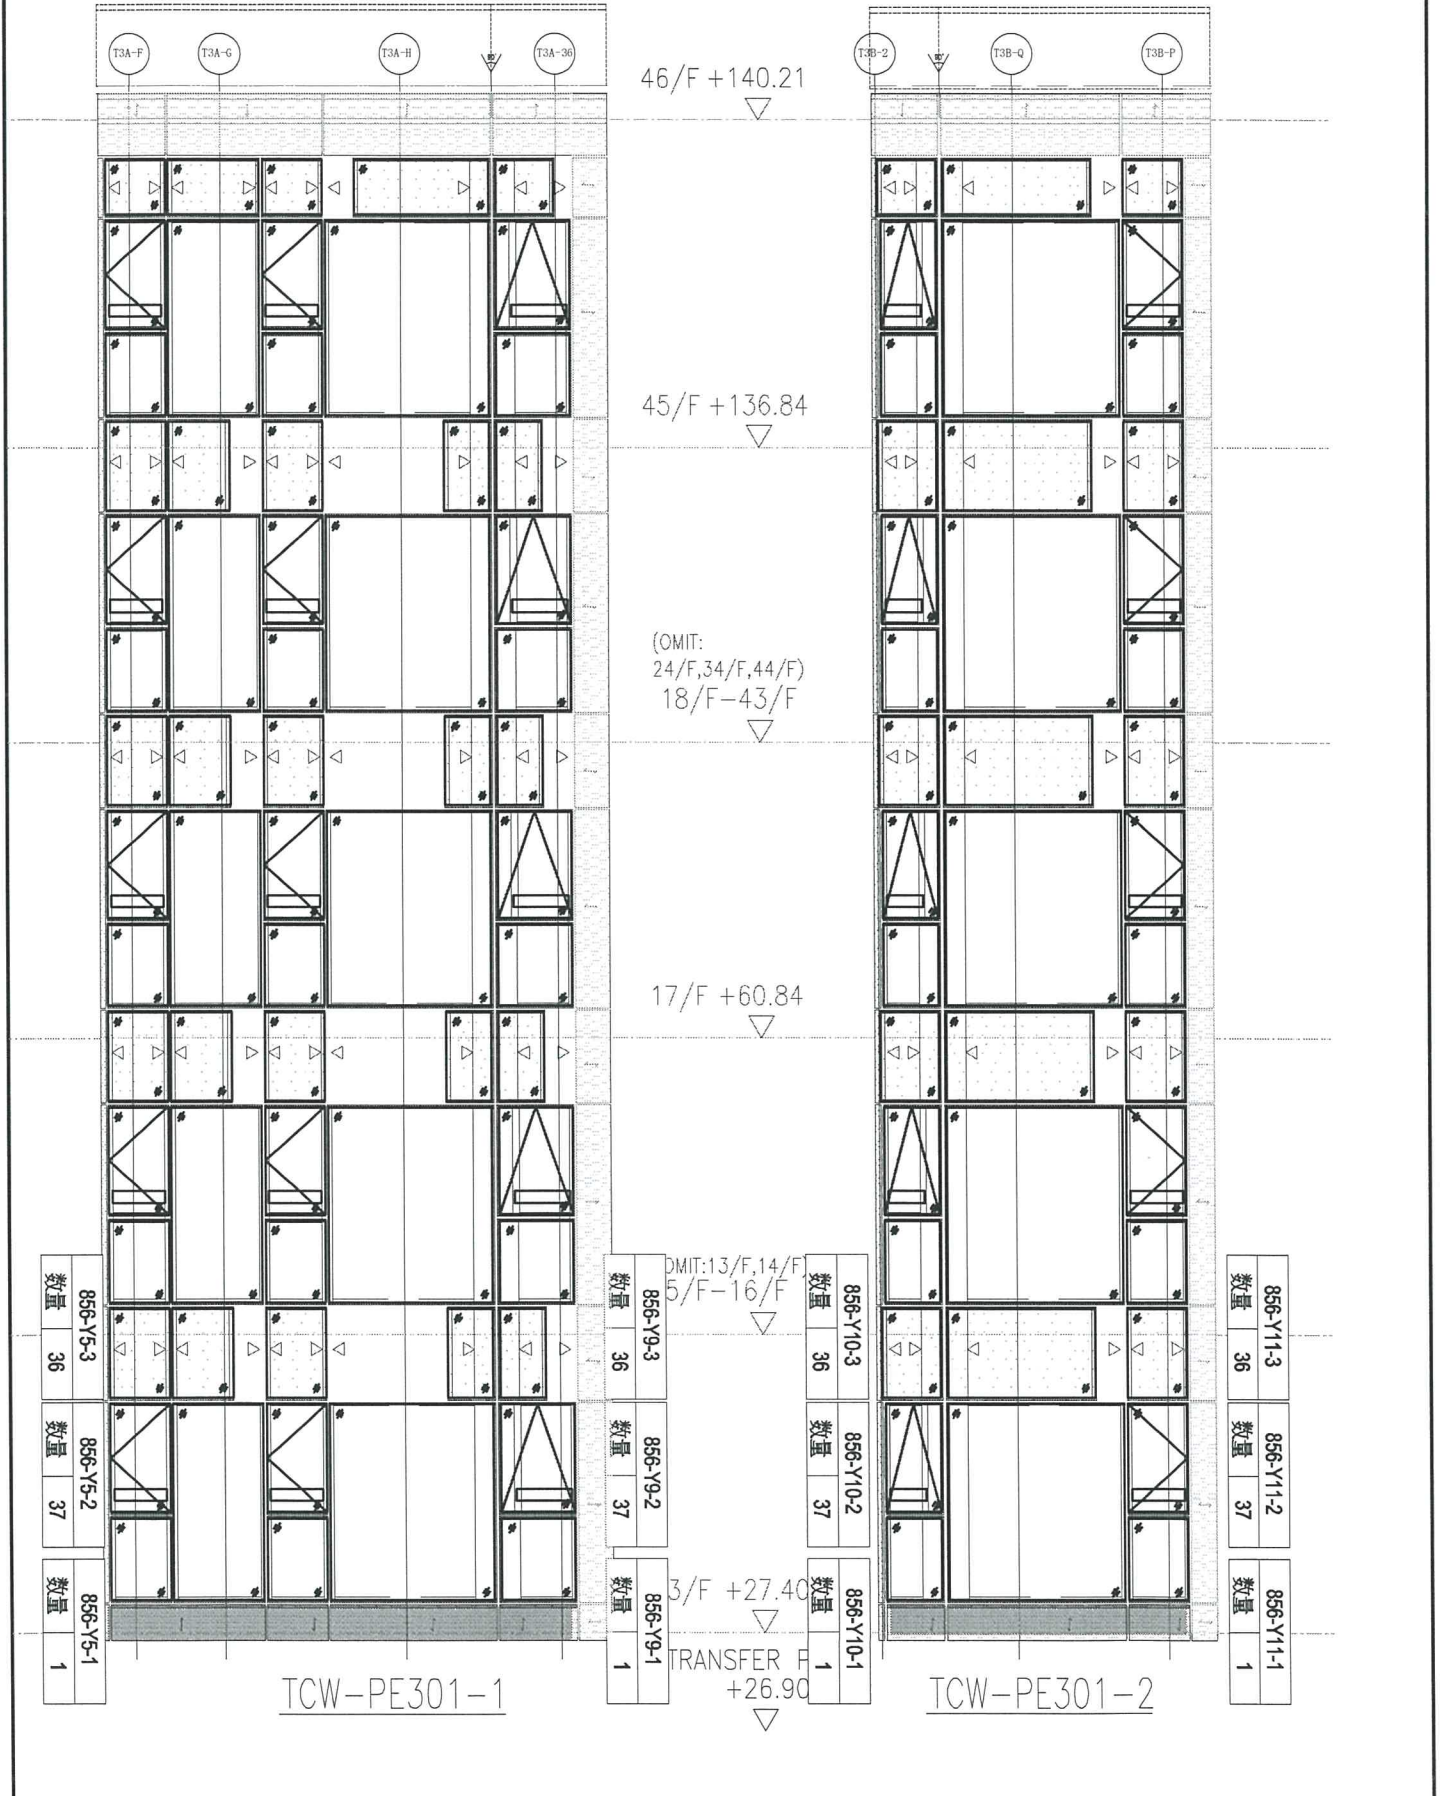 T3A-F
T3A-G
T3A-H
T3A-36
T3B-2
T3B-Q
T3B-P
46/F +140.21
45/F +136.84
(OMIT:
24/F,34/F,44/F)
18/F-43/F
17/F +60.84
OMIT:13/F,14/F)
5/F-16/F
3/F +27.40
TRANSFER
+26.90
856-Y5-3
数量 36
856-Y5-2
数量 37
856-Y5-1
数量 1
856-Y9-3
数量 36
856-Y9-2
数量 37
856-Y9-1
数量 1
856-Y10-3
数量 36
856-Y10-2
数量 37
856-Y10-1
数量 1
856-Y11-3
数量 36
856-Y11-2
数量 37
856-Y11-1
数量 1
TCW-PE301-1
TCW-PE301-2